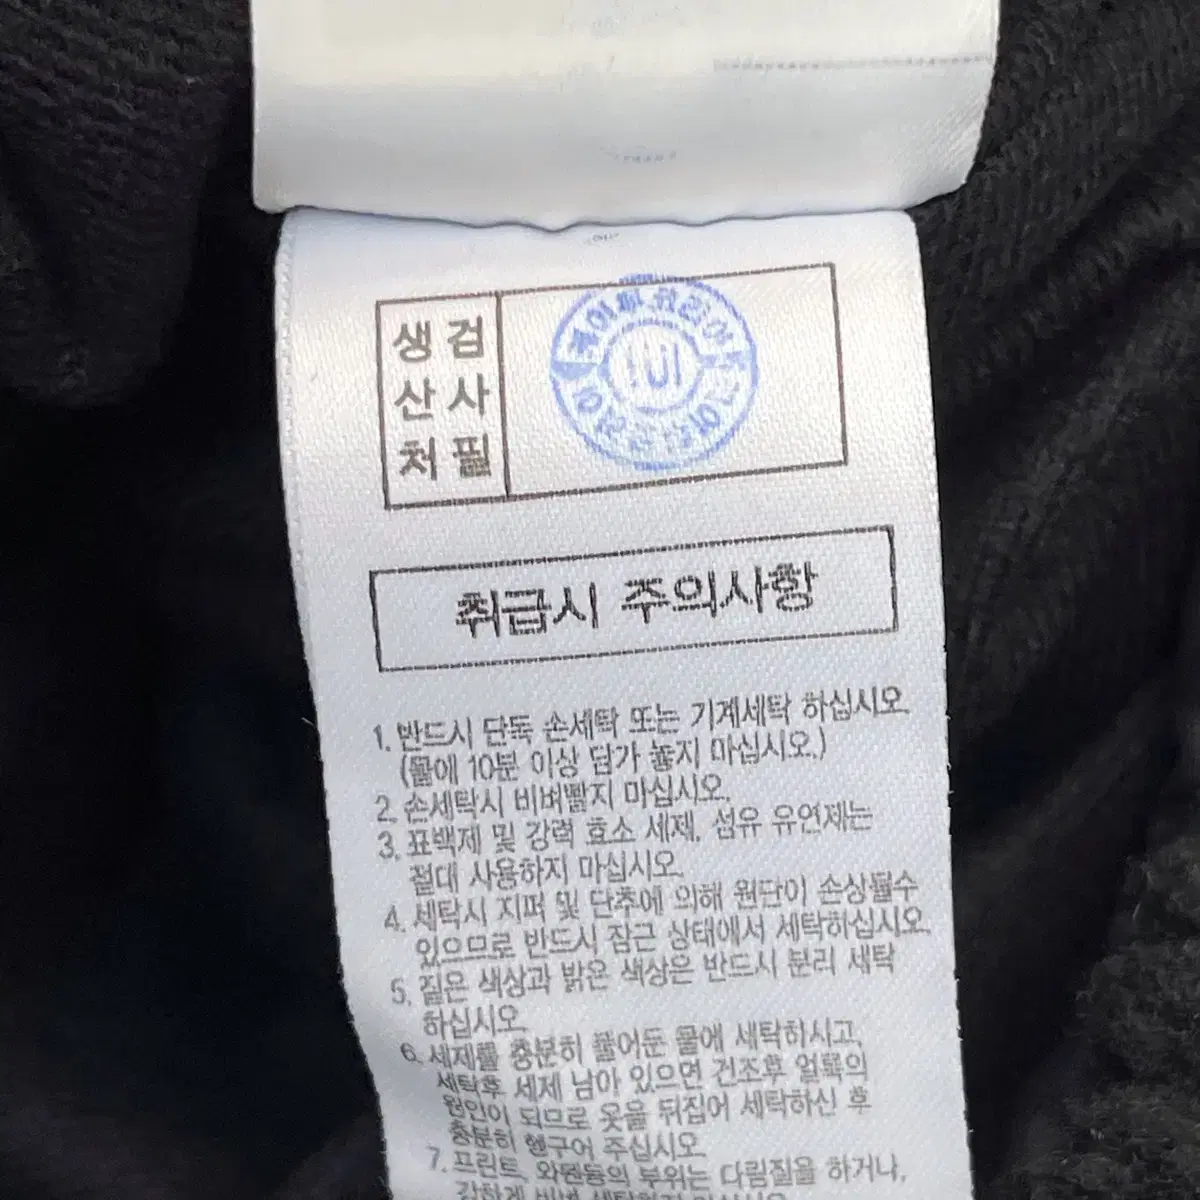 생산처
검사필
케이투코리아
취급시 주의사항
1. 반드시 단독 손세탁 또는 기계세탁 하십시오.
(물에 10분 이상 담가 놓지 마십시오.)
2. 손세탁시 비벼빨지 마십시오.
3. 표백제 및 강력 효소 세제, 섬유 유연제는
절대 사용하지 마십시오.
4. 세탁시 지퍼 및 단추에 의해 원단이 손상될수
있으므로 반드시 잠근 상태에서 세탁하십시오.
5. 짙은 색상과 밝은 색상은 반드시 분리 세탁
하십시오.
6. 세제를 충분히 풀어둔 물에 세탁하시고,
세탁후 세제 남아 있으면 건조후 얼룩의
원인이 되므로 옷을 뒤집어 세탁하신 후
충분히 헹구어 주십시오.
7. 프린트, 와펜등의 부위는 다림질을 하거나,